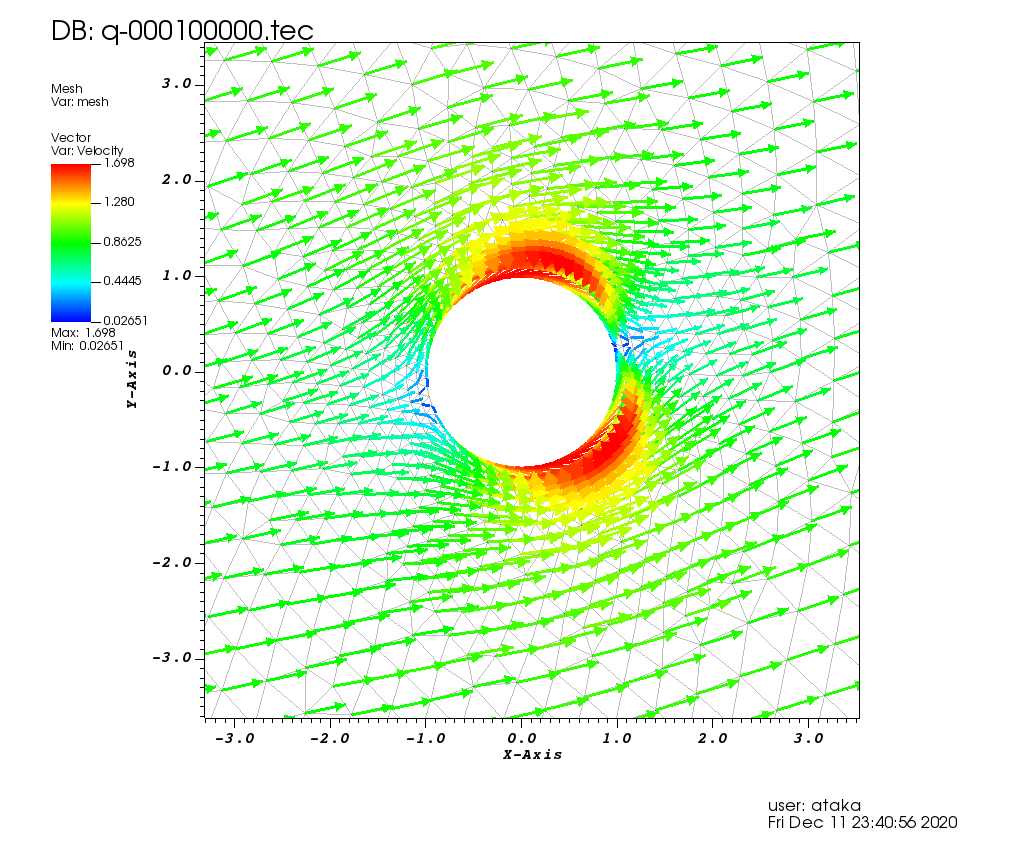 DB: q-000100000.tec
Mesh
Var: mesh
Vector
Var: Velocity
1.698
1.280
0.8625
0.4445
0.02651
Max: 1.698
Min: 0.02651
Y-Axis
3.0
2.0
1.0
0.0
-1.0
-2.0
-3.0
-3.0 -2.0 -1.0 0.0 1.0 2.0 3.0
X-Axis
user: ataka
Fri Dec 11 23:40:56 2020